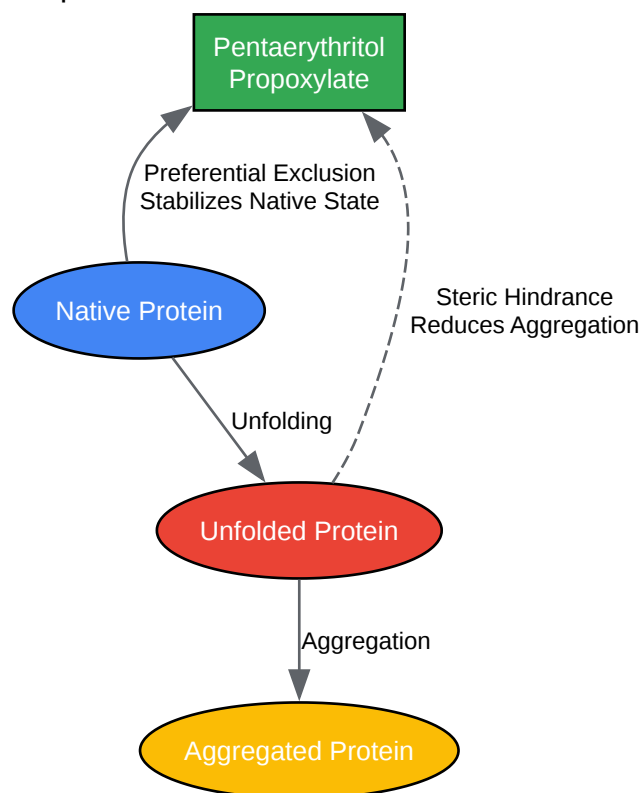 Pentaerythritol
Propoxylate
Preferential Exclusion
Stabilizes Native State
Native Protein
Steric Hindrance
Reduces Aggregation
Unfolding
Unfolded Protein
Aggregation
Aggregated Protein